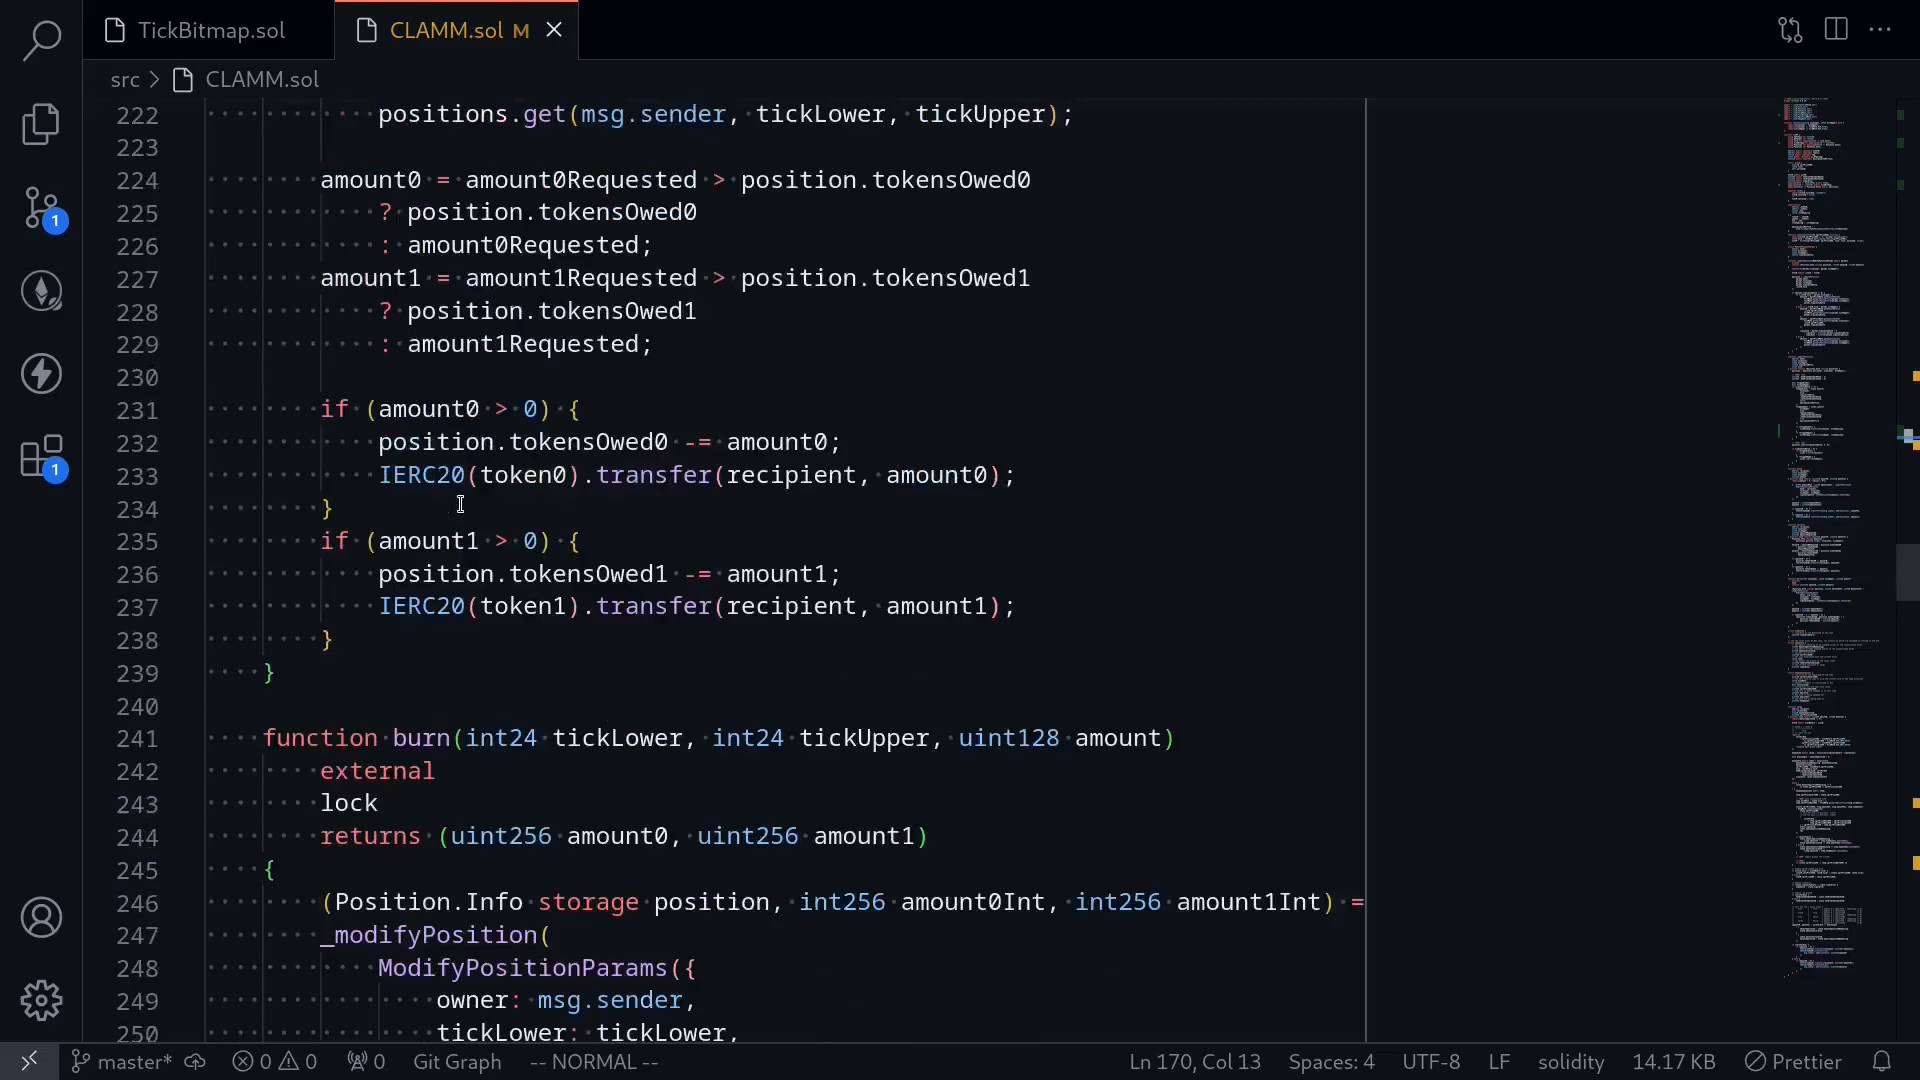 TickBitmap.sol
CLAMM.sol M
src > CLAMM.sol
222 positions.get(msg.sender, tickLower, tickUpper);
223
224 amount0 = amount0Requested > position.tokensOwed0
225 ? position.tokensOwed0
226 : amount0Requested;
227 amount1 = amount1Requested > position.tokensOwed1
228 ? position.tokensOwed1
229 : amount1Requested;
230
231 if (amount0 > 0) {
232 position.tokensOwed0 -= amount0;
233 IERC20(token0).transfer(recipient, amount0);
234 }
235 if (amount1 > 0) {
236 position.tokensOwed1 -= amount1;
237 IERC20(token1).transfer(recipient, amount1);
238 }
239 }
240
241 function burn(int24 tickLower, int24 tickUpper, uint128 amount)
242 external
243 lock
244 returns (uint256 amount0, uint256 amount1)
245 {
246 (Position.Info storage position, int256 amount0Int, int256 amount1Int) =
247 _modifyPosition(
248 ModifyPositionParams({
249 owner: msg.sender,
250 tickLower: tickLower,
1
1
master* 0 0 0 Git Graph -- NORMAL -- Ln 170, Col 13 Spaces: 4 UTF-8 LF solidity 14.17 KB Prettier